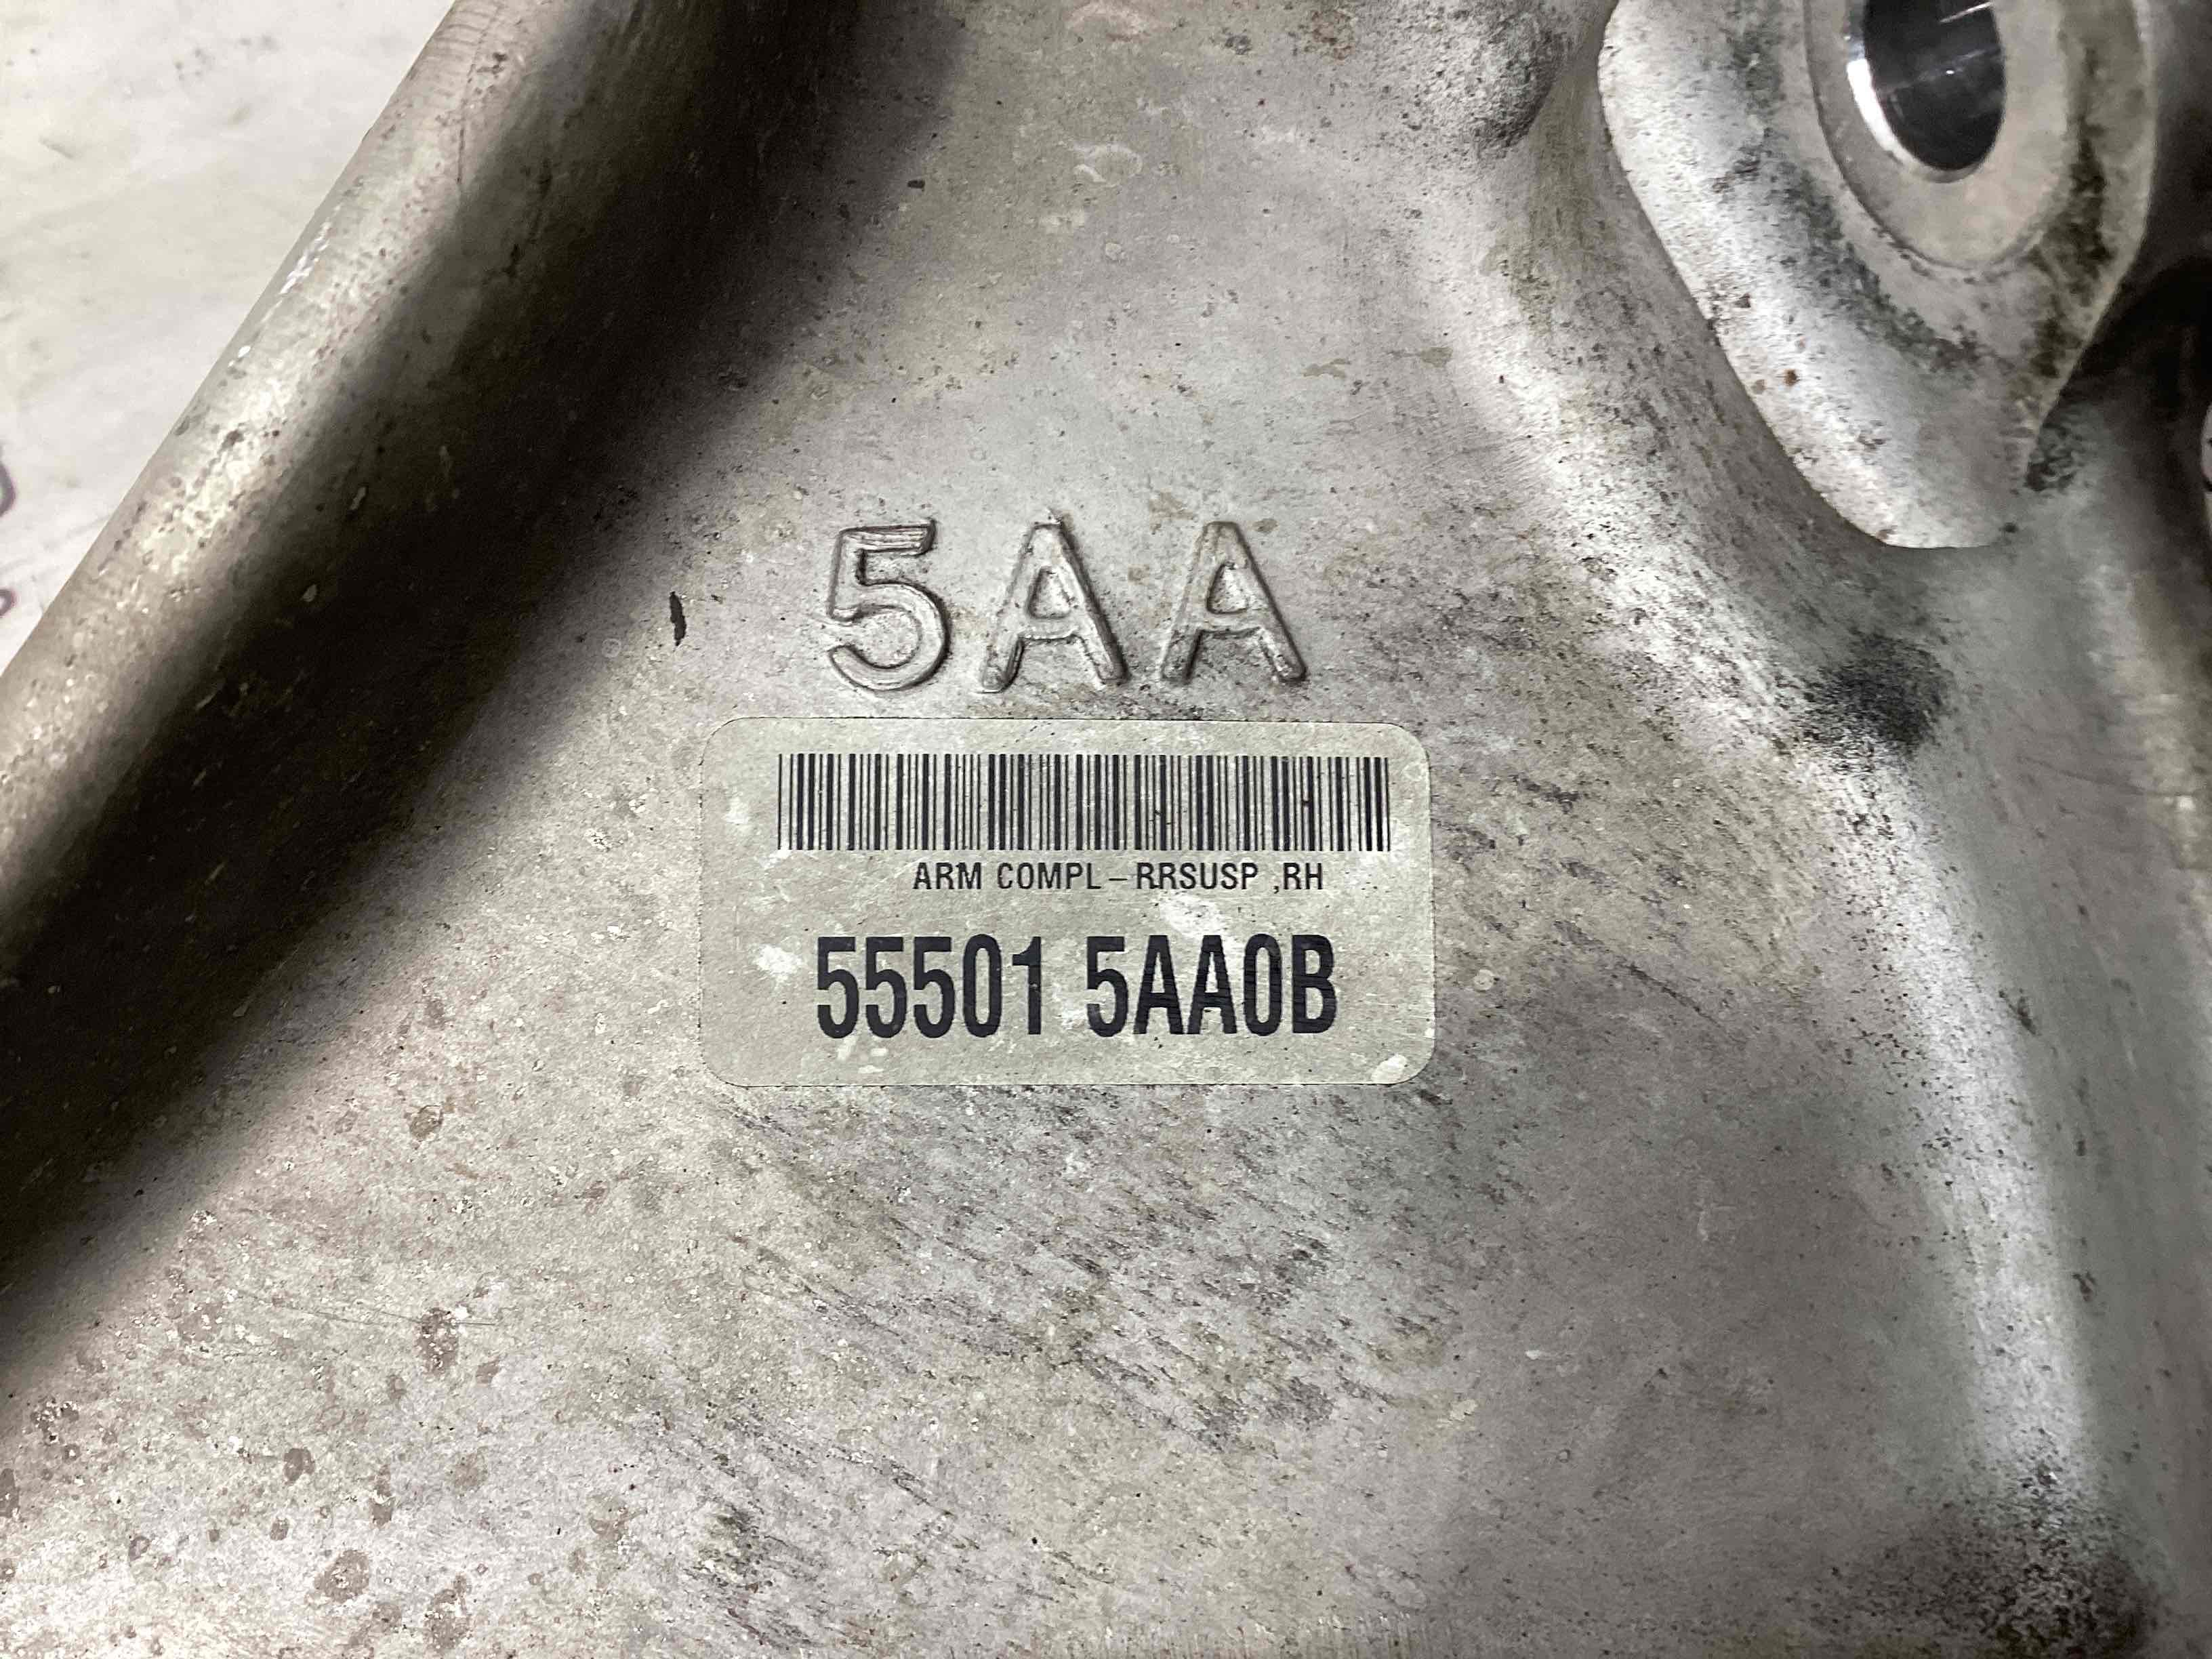 5AA
ARM COMPL-RRSUSP ,RH
55501 5AA0B